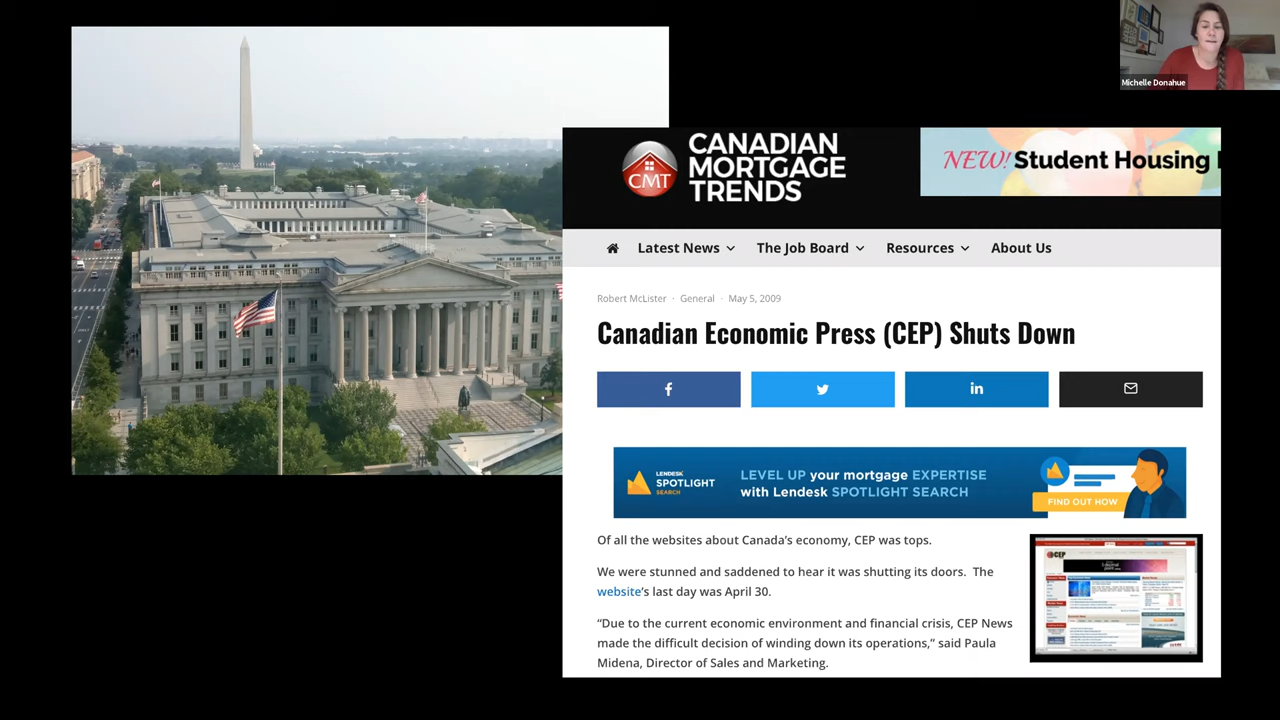 Michelle Donahue
CMT
CANADIAN
MORTGAGE
TRENDS
NEW! Student Housing
Latest News
The Job Board
Resources
About Us
Robert McLister · General · May 5, 2009
Canadian Economic Press (CEP) Shuts Down
LENDESK
SPOTLIGHT
SEARCH
LEVEL UP your mortgage EXPERTISE
with Lendesk SPOTLIGHT SEARCH
FIND OUT HOW
Of all the websites about Canada’s economy, CEP was tops.
We were stunned and saddened to hear it was shutting its doors.  The
website’s last day was April 30.
“Due to the current economic environment and financial crisis, CEP News
made the difficult decision of winding down its operations,” said Paula
Midena, Director of Sales and Marketing.
CEP